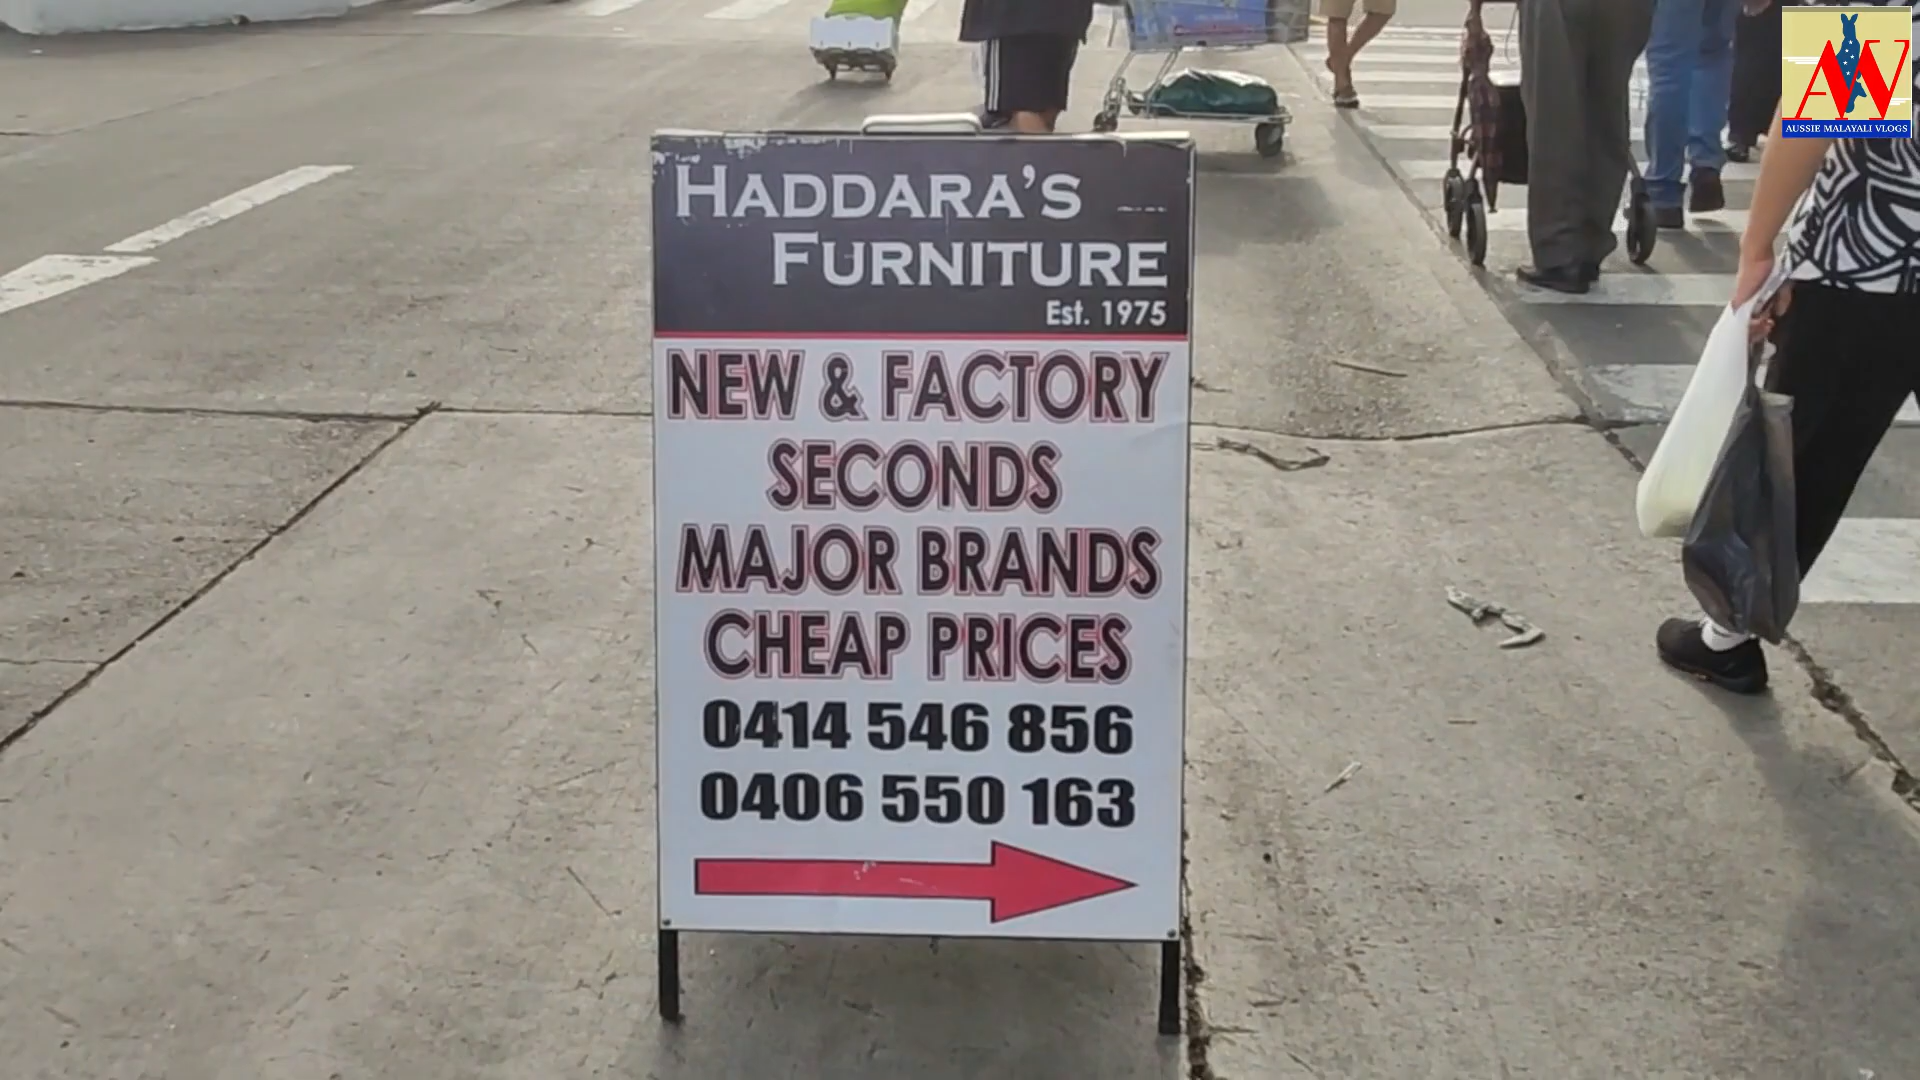 HADDARA'S
FURNITURE
Est. 1975
NEW & FACTORY
SECONDS
MAJOR BRANDS
CHEAP PRICES
0414 546 856
0406 550 163
AV
AUSSIE MALAYALI VLOGS